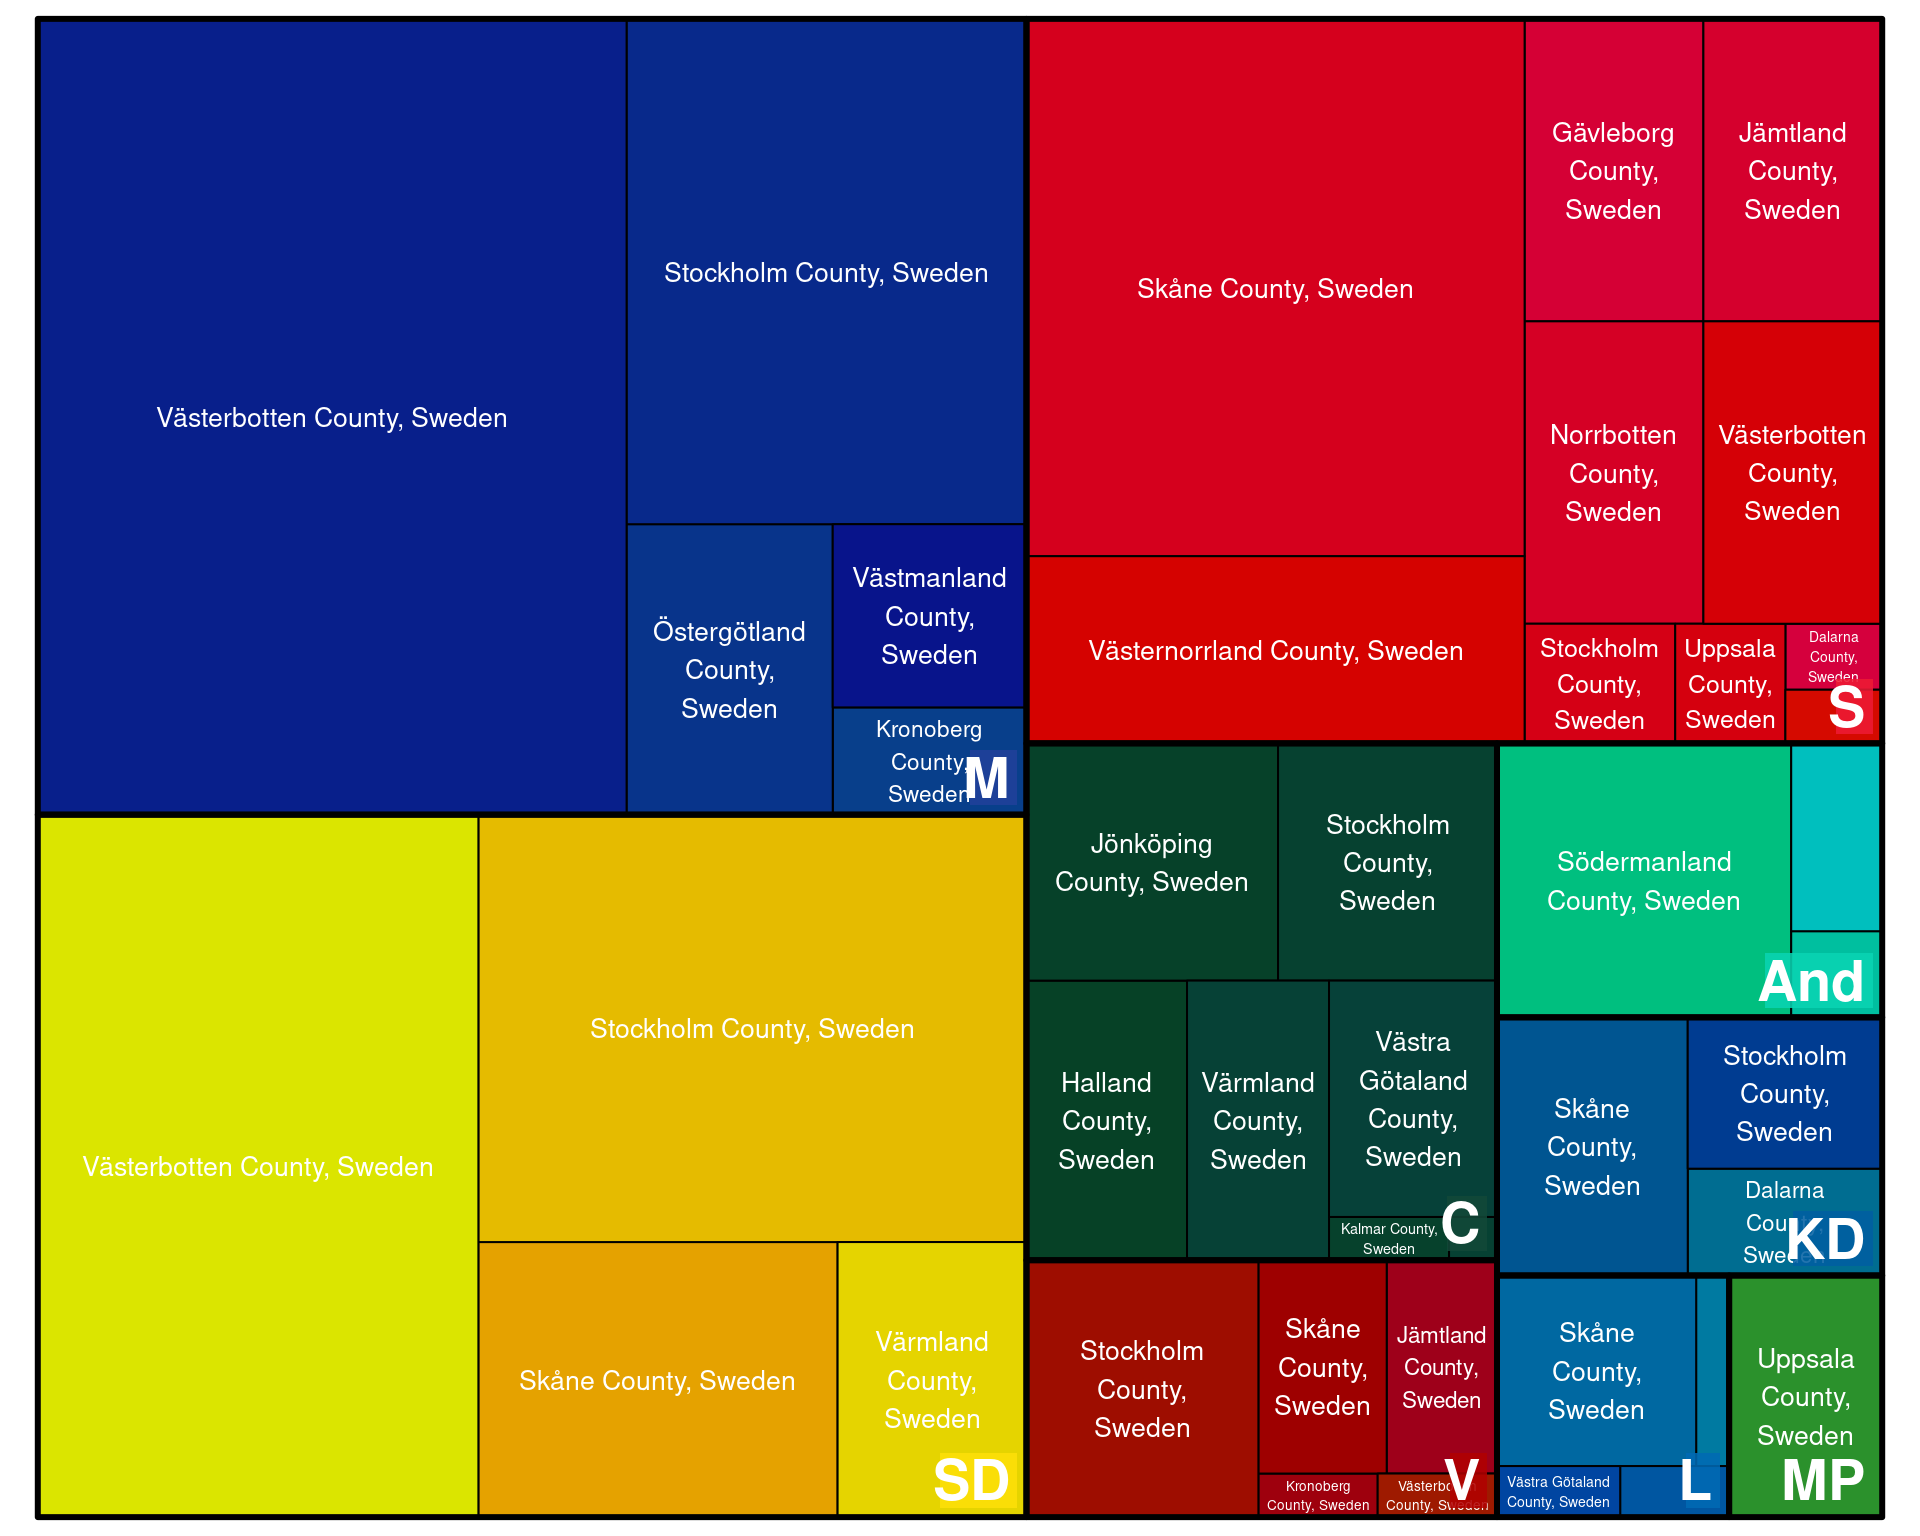 Västerbotten County, Sweden
Stockholm County, Sweden
Östergötland
County,
Sweden
Västmanland
County,
Sweden
Kronoberg
County,
Sweden
M
Skåne County, Sweden
Västernorrland County, Sweden
Gävleborg
County,
Sweden
Jämtland
County,
Sweden
Norrbotten
County,
Sweden
Västerbotten
County,
Sweden
Stockholm
County,
Sweden
Uppsala
County,
Sweden
Dalarna
County,
Sweden
S
Västerbotten County, Sweden
Stockholm County, Sweden
Skåne County, Sweden
Värmland
County,
Sweden
SD
Jönköping
County, Sweden
Stockholm
County,
Sweden
Halland
County,
Sweden
Värmland
County,
Sweden
Västra
Götaland
County,
Sweden
Kalmar County,
Sweden
C
Södermanland
County, Sweden
And
Skåne
County,
Sweden
Stockholm
County,
Sweden
Dalarna
County,
Sweden
KD
Stockholm
County,
Sweden
Skåne
County,
Sweden
Jämtland
County,
Sweden
Kronoberg
County, Sweden
Västerbotten
County, Sweden
V
Skåne
County,
Sweden
Västra Götaland
County, Sweden
L
Uppsala
County,
Sweden
MP